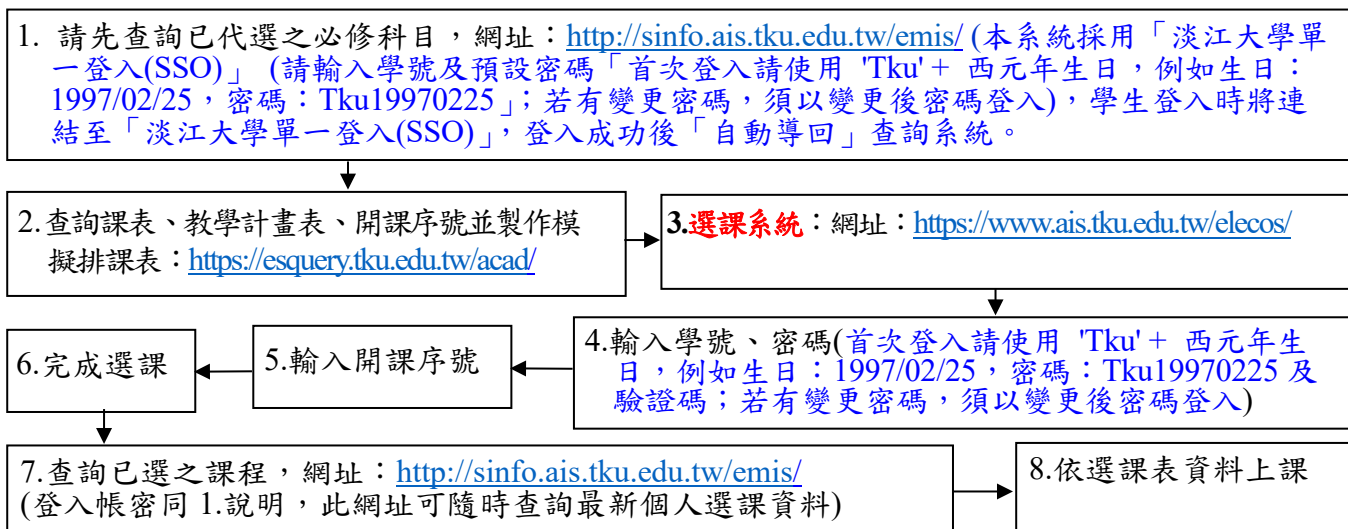 1. 請先查詢已代選之必修科目，網址：http://sinfo.ais.tku.edu.tw/emis/ (本系統採用「淡江大學單
一登入(SSO)」 (請輸入學號及預設密碼「首次登入請使用 'Tku'+ 西元年生日，例如生日：
1997/02/25，密碼：Tku19970225」；若有變更密碼，須以變更後密碼登入)，學生登入時將連
結至「淡江大學單一登入(SSO)」，登入成功後「自動導回」查詢系統。
2.查詢課表、教學計畫表、開課序號並製作模
擬排課表：https://esquery.tku.edu.tw/acad/
3.選課系統：網址：https://www.ais.tku.edu.tw/elecos/
4.輸入學號、密碼(首次登入請使用 'Tku'+ 西元年生
日，例如生日：1997/02/25，密碼：Tku19970225 及
驗證碼；若有變更密碼，須以變更後密碼登入)
5.輸入開課序號
6.完成選課
7.查詢已選之課程，網址：http://sinfo.ais.tku.edu.tw/emis/
(登入帳密同 1.說明，此網址可隨時查詢最新個人選課資料)
8.依選課表資料上課